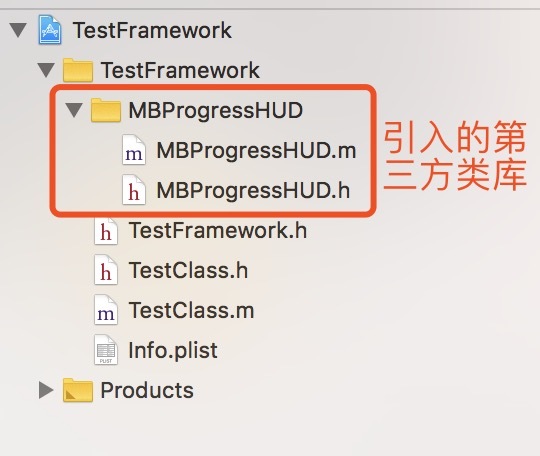 TestFramework
TestFramework
MBProgressHUD
m MBProgressHUD.m
h MBProgressHUD.h
引入的第
三方类库
h TestFramework.h
h TestClass.h
m TestClass.m
PLIST Info.plist
Products